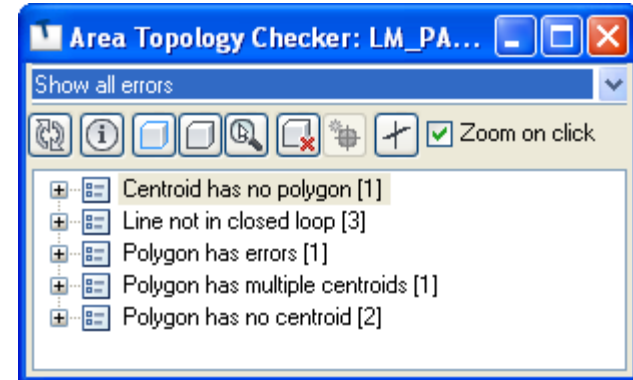 Area Topology Checker: LM_PA...
Show all errors
Zoom on click
Centroid has no polygon [1]
Line not in closed loop [3]
Polygon has errors [1]
Polygon has multiple centroids [1]
Polygon has no centroid [2]